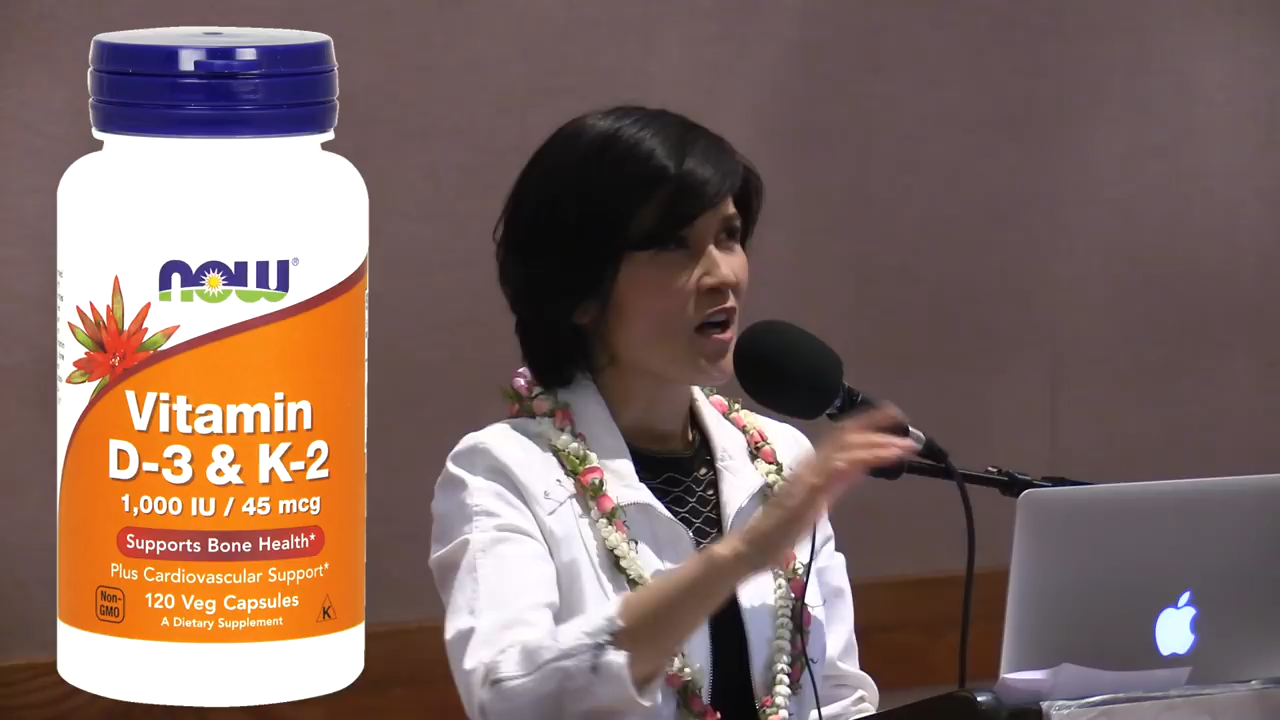 NOW®
Vitamin
D-3 & K-2
1,000 IU / 45 mcg
Supports Bone Health*
Plus Cardiovascular Support*
Non-
GMO
120 Veg Capsules
A Dietary Supplement
K